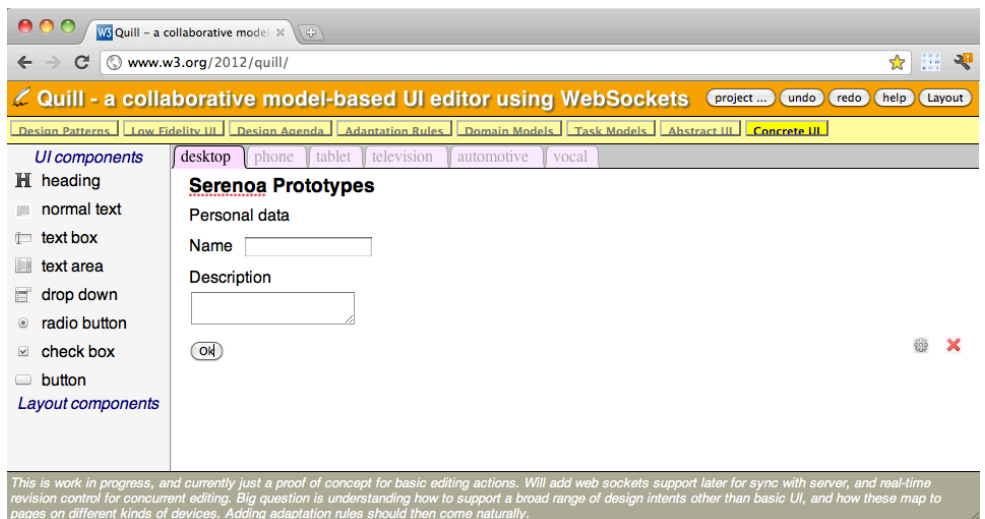 Quill – a collaborative model
www.w3.org/2012/quill/
Quill - a collaborative model-based UI editor using WebSockets project ... undo redo help Layout
Design Patterns Low Fidelity UI Design Agenda Adaptation Rules Domain Models Task Models Abstract UI Concrete UI
UI components
heading
normal text
text box
text area
drop down
radio button
check box
button
Layout components
desktop phone tablet television automotive vocal
Serenoa Prototypes
Personal data
Name
Description
Ok
This is work in progress, and currently just a proof of concept for basic editing actions. Will add web sockets support later for sync with server, and real-time
revision control for concurrent editing. Big question is understanding how to support a broad range of design intents other than basic UI, and how these map to
pages on different kinds of devices. Adding adaptation rules should then come naturally.